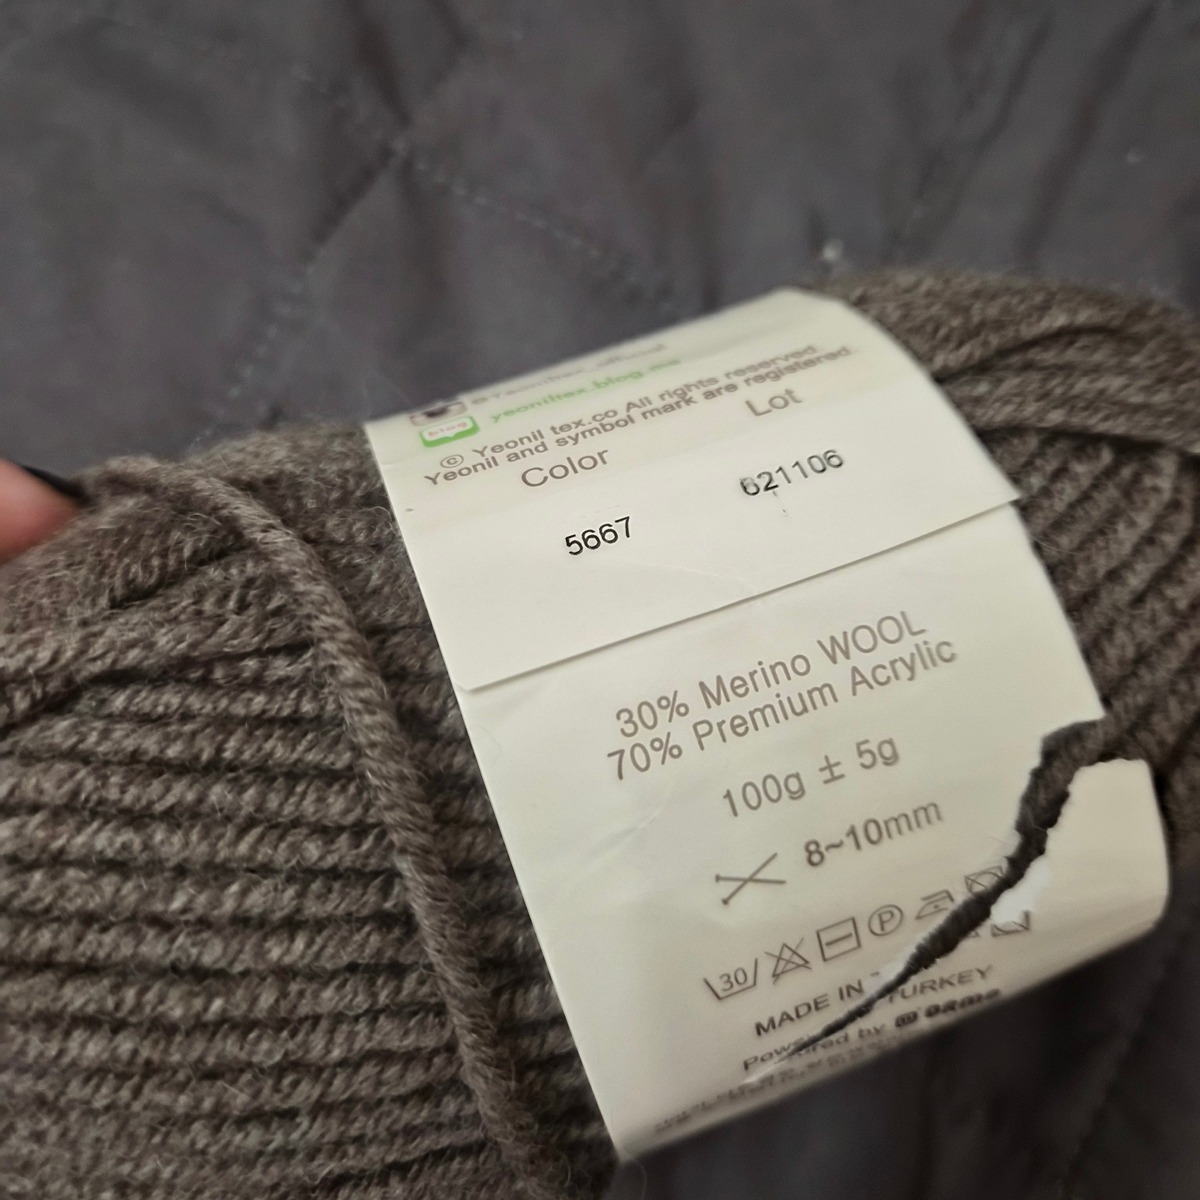 blog yeoniltex.blog.me
© Yeonil tex.co All rights reserved.
Yeonil and symbol mark are registered.
Color Lot
5667 621106
30% Merino WOOL
70% Premium Acrylic
100g ± 5g
8~10mm
30 P
MADE IN TURKEY
Powered by